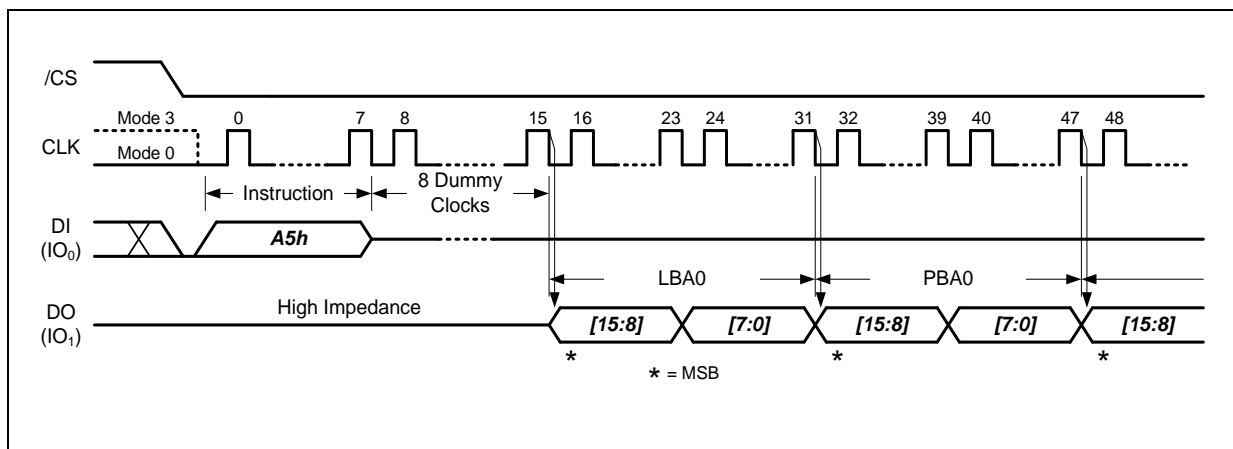 /CS
Mode 3
0 7 8 15 16 23 24 31 32 39 40 47 48
CLK
Mode 0
Instruction
8 Dummy
Clocks
DI
(IO0)
A5h
LBA0
PBA0
DO
(IO1)
High Impedance
[15:8] [7:0] [15:8] [7:0] [15:8]
* * *
* = MSB